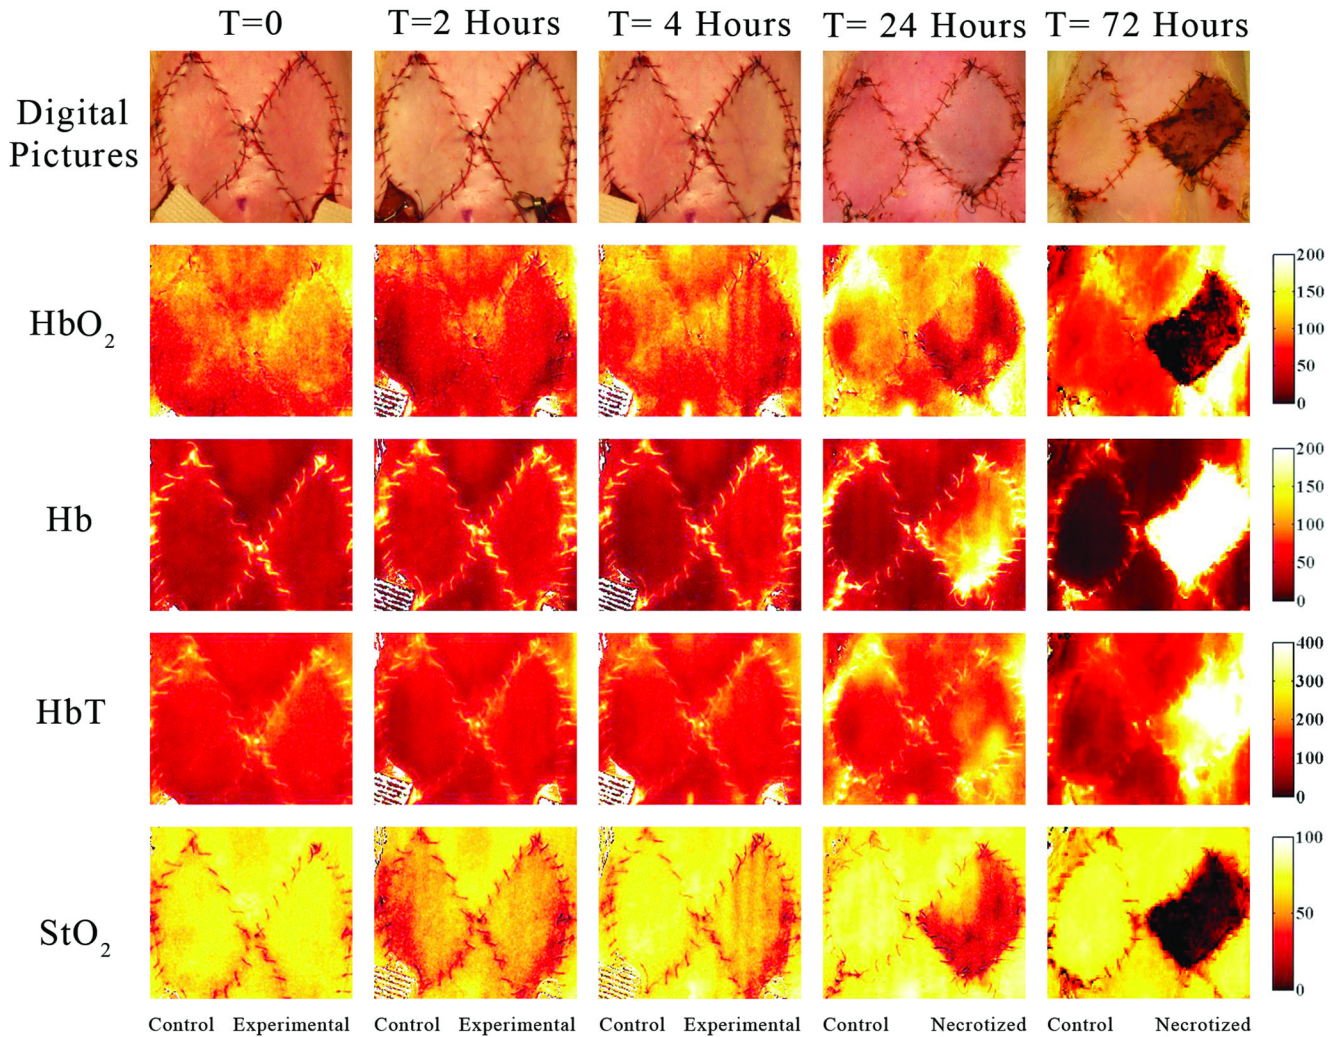 T=0 T=2 Hours T= 4 Hours T= 24 Hours T= 72 Hours
Digital
Pictures
HbO2
200
150
100
50
0
Hb
200
150
100
50
0
HbT
400
300
200
100
0
StO2
100
50
0
Control Experimental Control Experimental Control Experimental Control Necrotized Control Necrotized